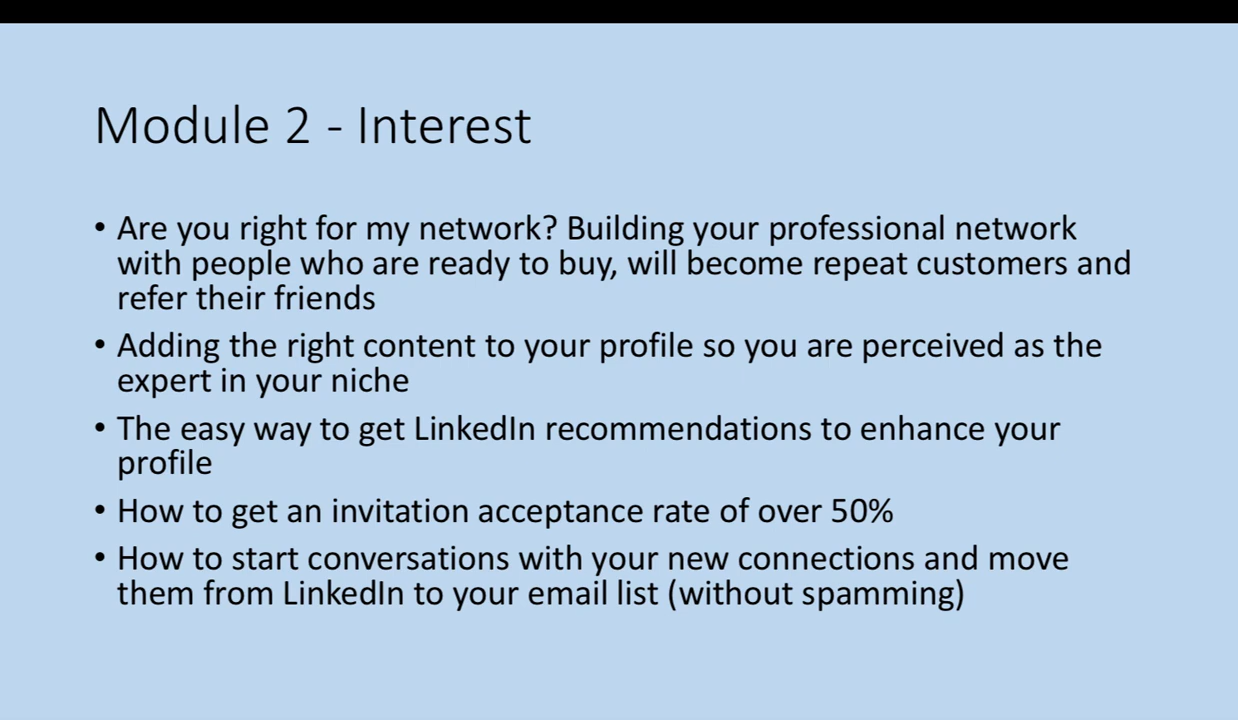 Module 2 - Interest
• Are you right for my network? Building your professional network
with people who are ready to buy, will become repeat customers and
refer their friends
• Adding the right content to your profile so you are perceived as the
expert in your niche
• The easy way to get LinkedIn recommendations to enhance your
profile
• How to get an invitation acceptance rate of over 50%
• How to start conversations with your new connections and move
them from LinkedIn to your email list (without spamming)